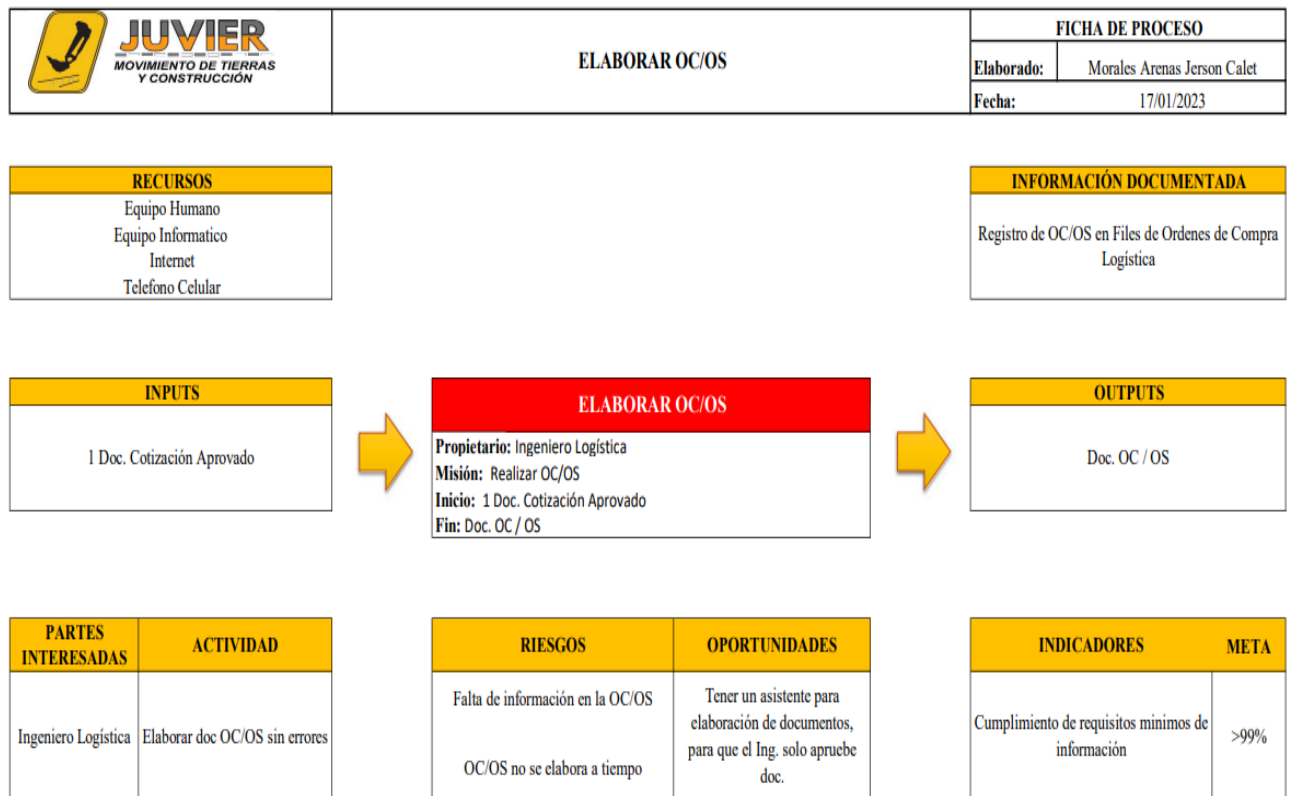 JUVIER
MOVIMIENTO DE TIERRAS
Y CONSTRUCCIÓN
ELABORAR OC/OS
FICHA DE PROCESO
Elaborado: Morales Arenas Jerson Calet
Fecha: 17/01/2023
RECURSOS
Equipo Humano
Equipo Informatico
Internet
Telefono Celular
INFORMACIÓN DOCUMENTADA
Registro de OC/OS en Files de Ordenes de Compra
Logística
INPUTS
1 Doc. Cotización Aprovado
ELABORAR OC/OS
Propietario: Ingeniero Logística
Misión: Realizar OC/OS
Inicio: 1 Doc. Cotización Aprovado
Fin: Doc. OC / OS
OUTPUTS
Doc. OC / OS
PARTES
INTERESADAS
ACTIVIDAD
Ingeniero Logística
Elaborar doc OC/OS sin errores
RIESGOS
Falta de información en la OC/OS
OC/OS no se elabora a tiempo
OPORTUNIDADES
Tener un asistente para
elaboración de documentos,
para que el Ing. solo apruebe
doc.
INDICADORES
META
Cumplimiento de requisitos minimos de
información
>99%